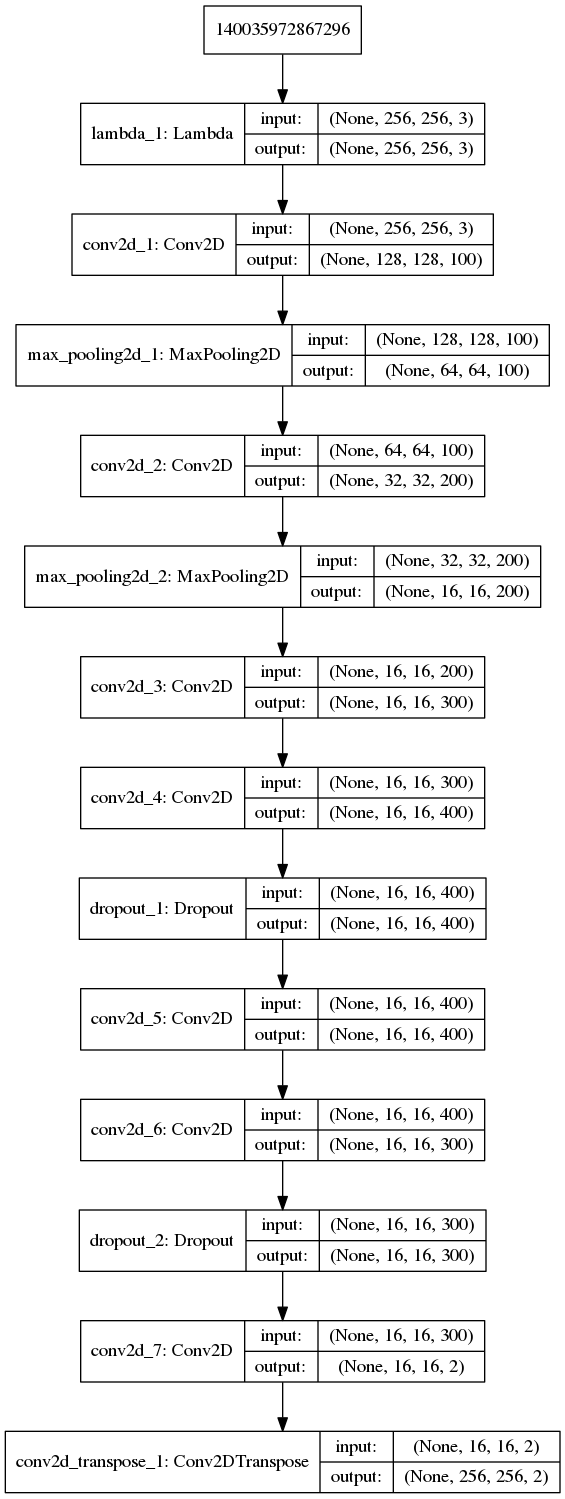 140035972867296
lambda_1: Lambda
input:
(None, 256, 256, 3)
output:
(None, 256, 256, 3)
conv2d_1: Conv2D
input:
(None, 256, 256, 3)
output:
(None, 128, 128, 100)
max_pooling2d_1: MaxPooling2D
input:
(None, 128, 128, 100)
output:
(None, 64, 64, 100)
conv2d_2: Conv2D
input:
(None, 64, 64, 100)
output:
(None, 32, 32, 200)
max_pooling2d_2: MaxPooling2D
input:
(None, 32, 32, 200)
output:
(None, 16, 16, 200)
conv2d_3: Conv2D
input:
(None, 16, 16, 200)
output:
(None, 16, 16, 300)
conv2d_4: Conv2D
input:
(None, 16, 16, 300)
output:
(None, 16, 16, 400)
dropout_1: Dropout
input:
(None, 16, 16, 400)
output:
(None, 16, 16, 400)
conv2d_5: Conv2D
input:
(None, 16, 16, 400)
output:
(None, 16, 16, 400)
conv2d_6: Conv2D
input:
(None, 16, 16, 400)
output:
(None, 16, 16, 300)
dropout_2: Dropout
input:
(None, 16, 16, 300)
output:
(None, 16, 16, 300)
conv2d_7: Conv2D
input:
(None, 16, 16, 300)
output:
(None, 16, 16, 2)
conv2d_transpose_1: Conv2DTranspose
input:
(None, 16, 16, 2)
output:
(None, 256, 256, 2)